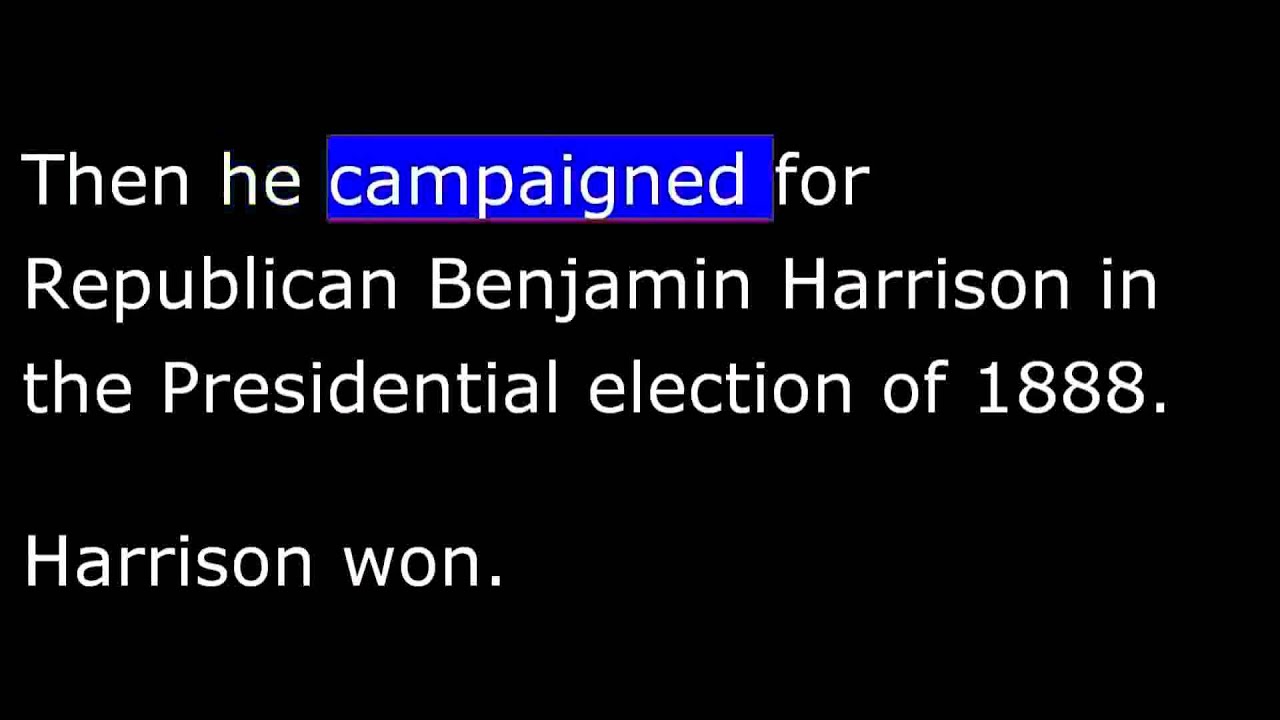 Then he campaigned for
Republican Benjamin Harrison in
the Presidential election of 1888.
Harrison won.